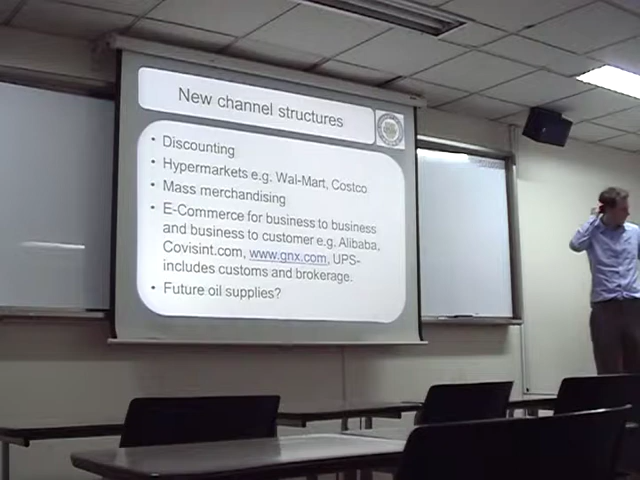 New channel structures
• Discounting
• Hypermarkets e.g. Wal-Mart, Costco
• Mass merchandising
• E-Commerce for business to business
and business to customer e.g. Alibaba,
Covisint.com, www.gnx.com, UPS-
includes customs and brokerage.
• Future oil supplies?